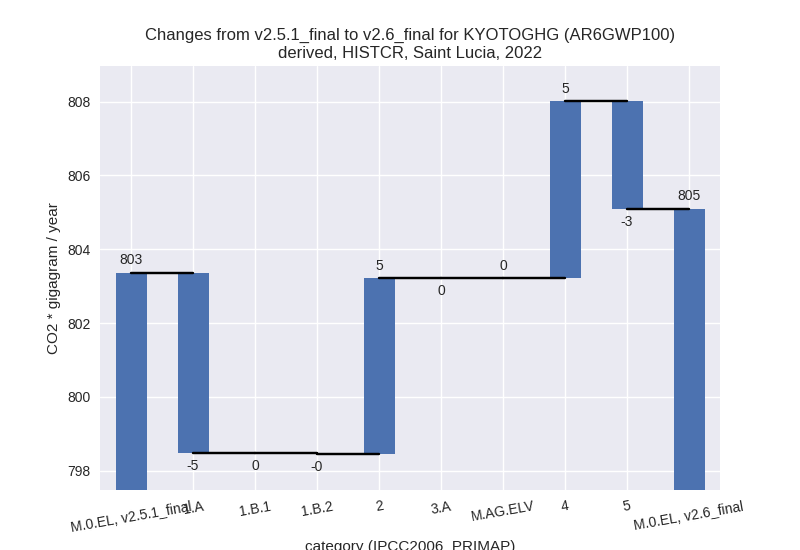 Changes from v2.5.1_final to v2.6_final for KYOTOGHG (AR6GWP100)
derived, HISTCR, Saint Lucia, 2022
808
806
804
802
800
798
CO2 * gigagram / year
803
-5
0
-0
5
0
0
5
-3
805
M.0.EL, v2.5.1_final
1.A
1.B.1
1.B.2
2
3.A
M.AG.ELV
4
5
M.0.EL, v2.6_final
category (IPCC2006_PRIMAP)